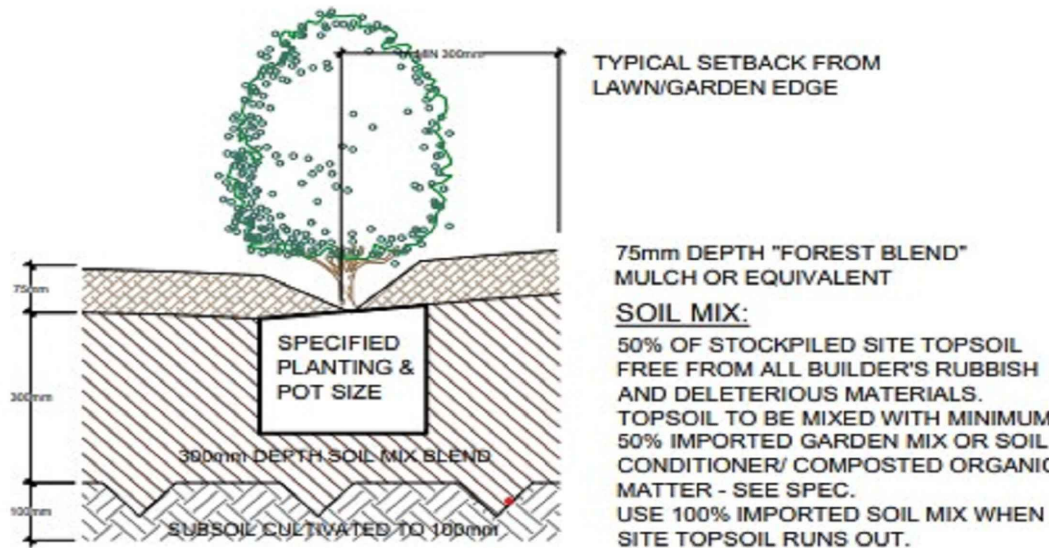 300mm
TYPICAL SETBACK FROM
LAWN/GARDEN EDGE
75mm DEPTH "FOREST BLEND"
MULCH OR EQUIVALENT
SOIL MIX:
50% OF STOCKPILED SITE TOPSOIL
FREE FROM ALL BUILDER'S RUBBISH
AND DELETERIOUS MATERIALS.
TOPSOIL TO BE MIXED WITH MINIMUM
50% IMPORTED GARDEN MIX OR SOIL
CONDITIONER/ COMPOSTED ORGANIC
MATTER - SEE SPEC.
USE 100% IMPORTED SOIL MIX WHEN
SITE TOPSOIL RUNS OUT.
75mm
300mm
100mm
SPECIFIED
PLANTING &
POT SIZE
300mm DEPTH SOIL MIX BLEND
SUBSOIL CULTIVATED TO 100mm